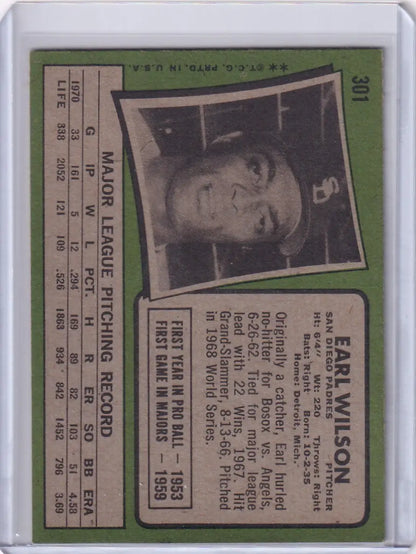 301
**©T.C.G. PRTD. IN U.S.A.
EARL WILSON
SAN DIEGO PADRES PITCHER
Ht: 6'4" Wt: 220 Throws: Right
Bats: Right Born: 10-2-35
Home: Detroit, Mich.
Originally a catcher, Earl hurled
no-hitter for Bosox vs. Angels,
6-26-62. Tied for major league
lead with 22 Wins, 1967. Hit
Grand-Slammer, 8-13-66. Pitched
in 1968 World Series.
FIRST YEAR IN PRO BALL — 1953
FIRST GAME IN MAJORS — 1959
MAJOR LEAGUE PITCHING RECORD
G IP W L PCT. H R ER SO BB ERA
1970 33 161 5 12 .294 169 89 82 103 51 4.58
LIFE 338 2052 121 109 .526 1863 934 842 1452 796 3.69